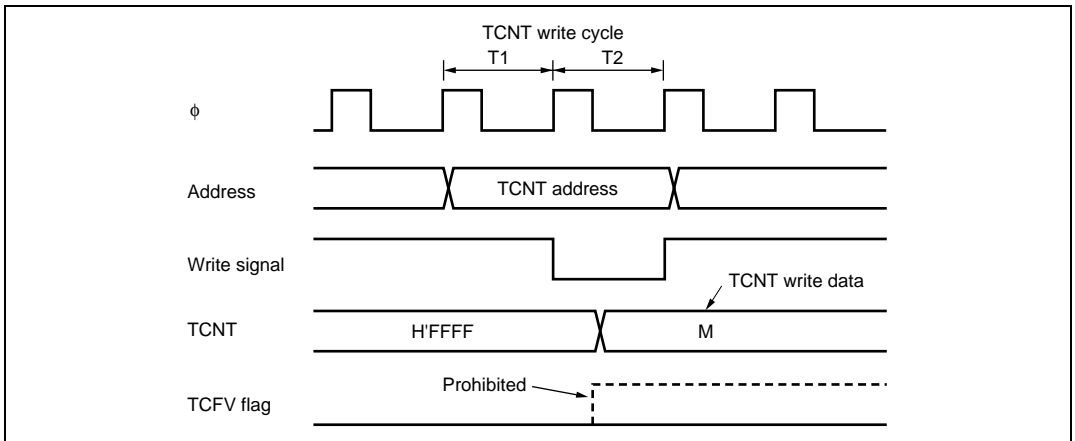 TCNT write cycle
T1 T2
ϕ
Address TCNT address
Write signal
TCNT write data
TCNT H'FFFF M
Prohibited
TCFV flag